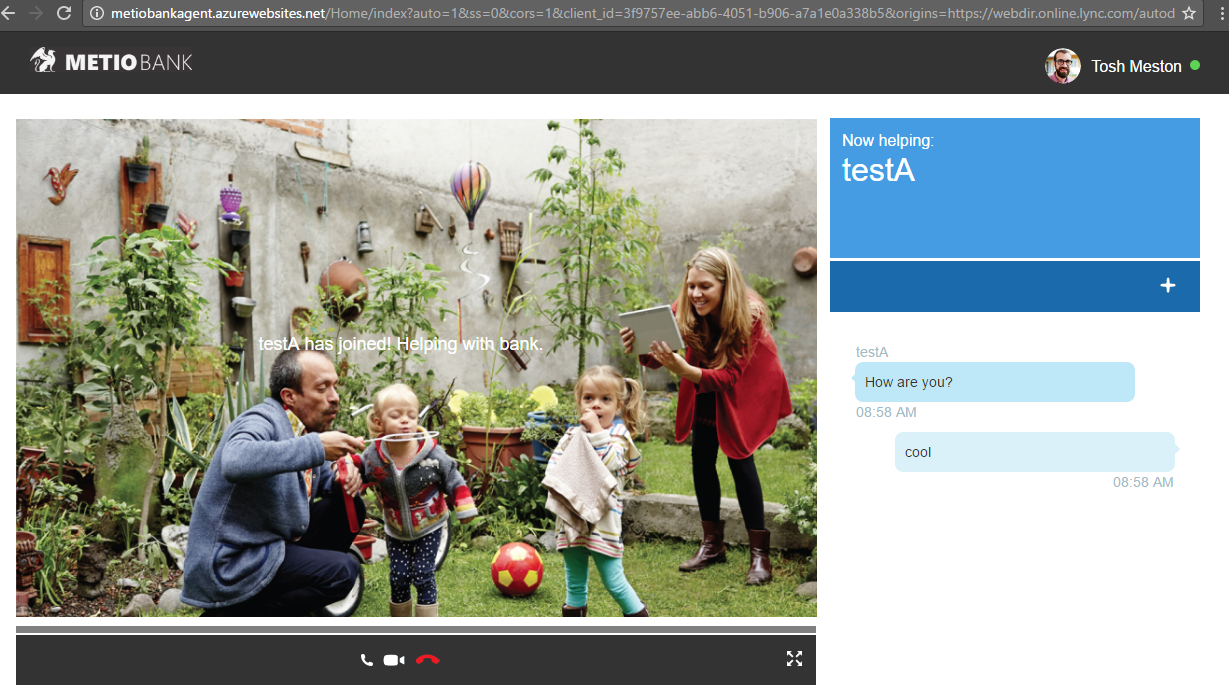 metiobankagent.azurewebsites.net/Home/index?auto=1&ss=0&cors=1&client_id=3f9757ee-abb6-4051-b906-a7a1e0a338b5&origins=https://webdir.online.lync.com/autod
METIO BANK
Tosh Meston
Now helping:
testA
testA has joined! Helping with bank.
testA
How are you?
08:58 AM
cool
08:58 AM